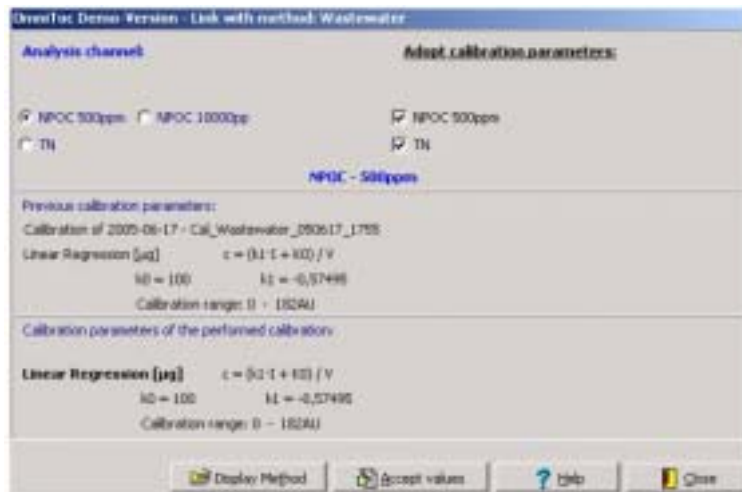 OmniToc Demo Version - Link with method: Wastewater
Analysis channel:
Adopt calibration parameters:
NPOC 500ppm NPOC 10000pp
NPOC 500ppm
TN
TN
NPOC - 500ppm
Previous calibration parameters:
Calibration of 2005-06-17 - Cal_Wastewater_050617_1755
Linear Regression [µg] c = (k1·I + k0) / V
k0 = 100 k1 = -0,57495
Calibration range: 0 - 182AU
Calibration parameters of the performed calibration:
Linear Regression [µg] c = (k1·I + k0) / V
k0 = 100 k1 = -0,57495
Calibration range: 0 - 182AU
Display Method
Accept values
Help
Close